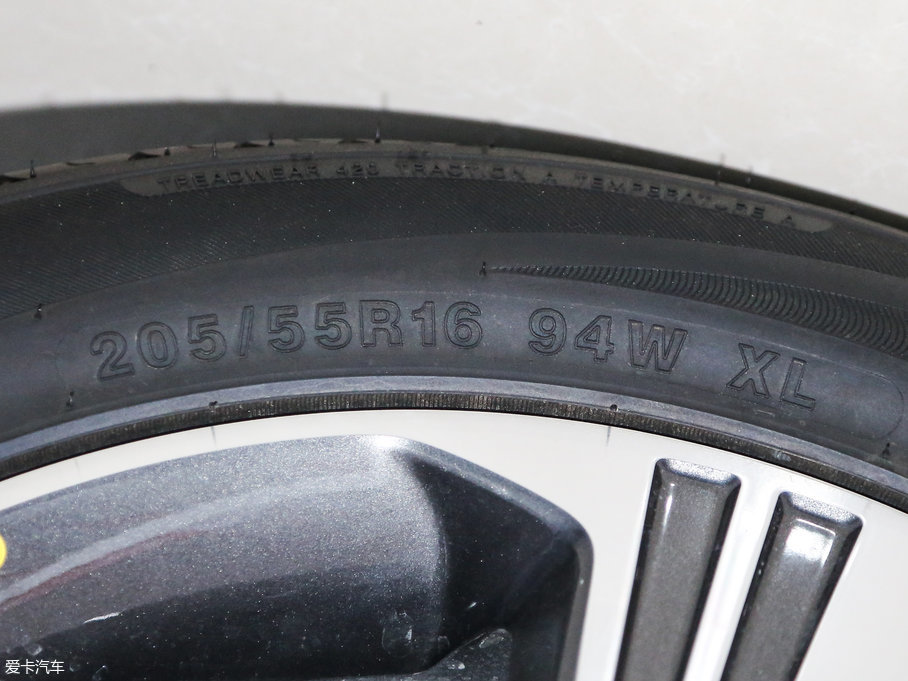 TREADWEAR 420 TRACTION A TEMPERATURE A
205/55R16 94W XL
爱卡汽车